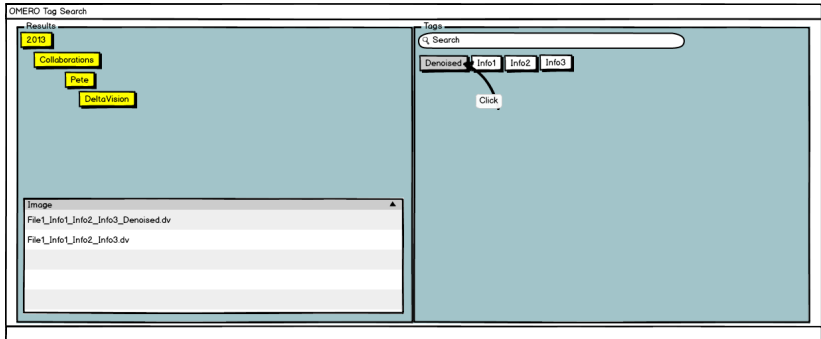 OMERO Tag Search
Results
2013
Collaborations
Pete
DeltaVision
Image
File1_Info1_Info2_Info3_Denoised.dv
File1_Info1_Info2_Info3.dv
Tags
Search
Denoised Info1 Info2 Info3
Click